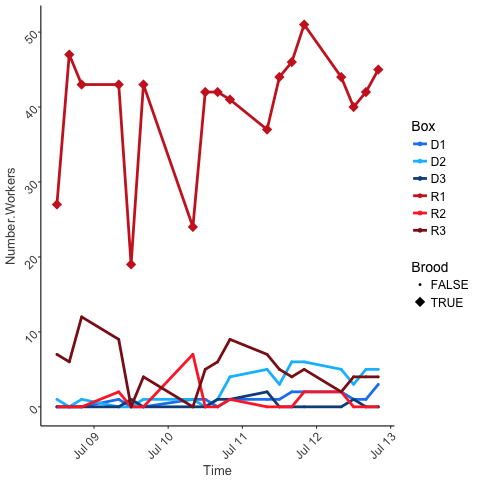 Number.Workers
50
40
30
20
10
0
Jul 09
Jul 10
Jul 11
Jul 12
Jul 13
Time
Box
D1
D2
D3
R1
R2
R3
Brood
FALSE
TRUE